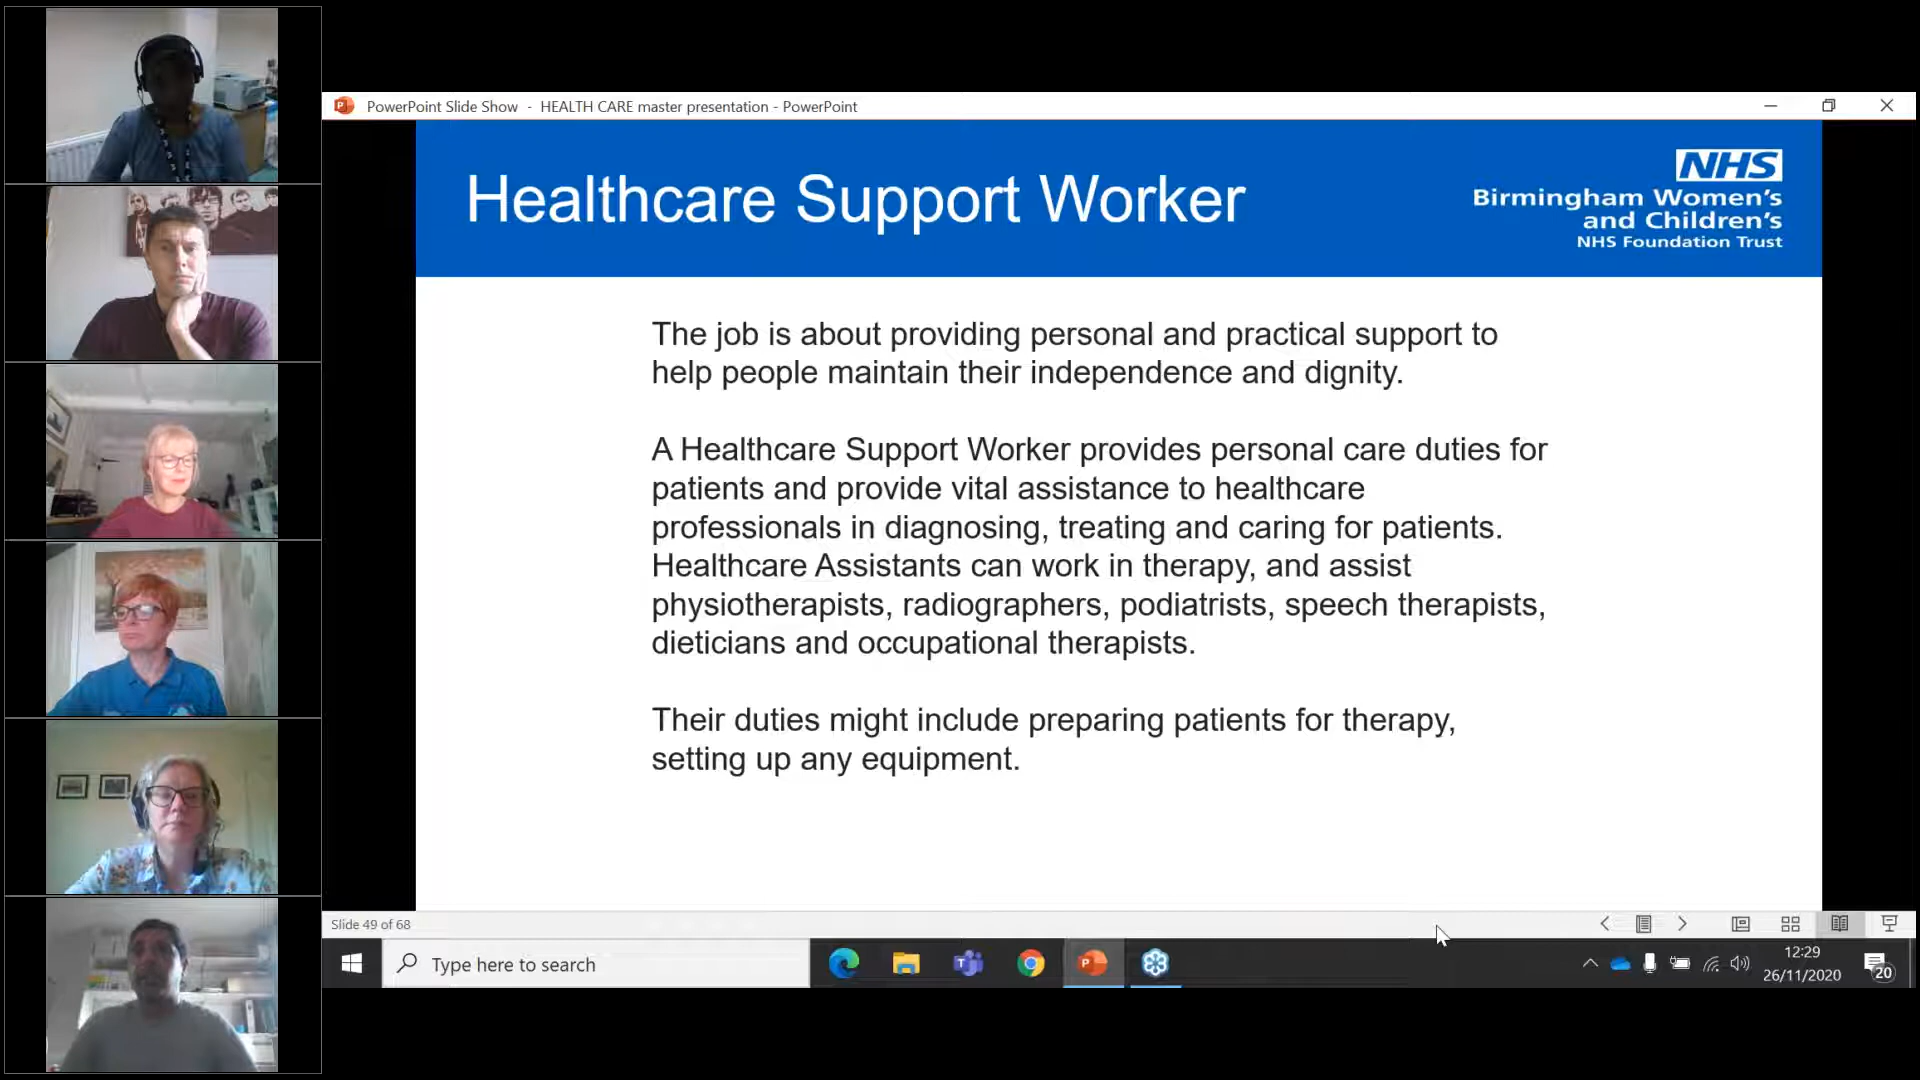 PowerPoint Slide Show - HEALTH CARE master presentation - PowerPoint
Healthcare Support Worker
NHS
Birmingham Women's
and Children's
NHS Foundation Trust
The job is about providing personal and practical support to
help people maintain their independence and dignity.
A Healthcare Support Worker provides personal care duties for
patients and provide vital assistance to healthcare
professionals in diagnosing, treating and caring for patients.
Healthcare Assistants can work in therapy, and assist
physiotherapists, radiographers, podiatrists, speech therapists,
dieticians and occupational therapists.
Their duties might include preparing patients for therapy,
setting up any equipment.
Slide 49 of 68
Type here to search
12:29
26/11/2020
20